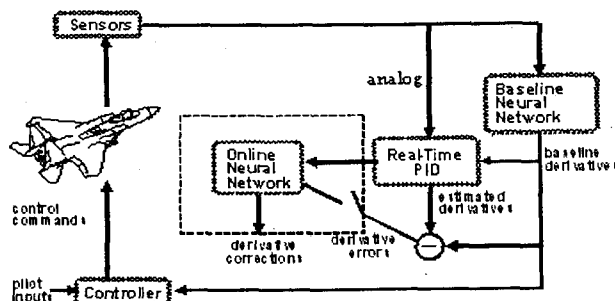 Sensors
analog
Baseline
Neural
Network
Online
Neural
Network
Real-Time
PID
baseline
derivatives
estimated
derivatives
control
commands
derivative
corrections
derivative
errors
pilot
inputs
Controller